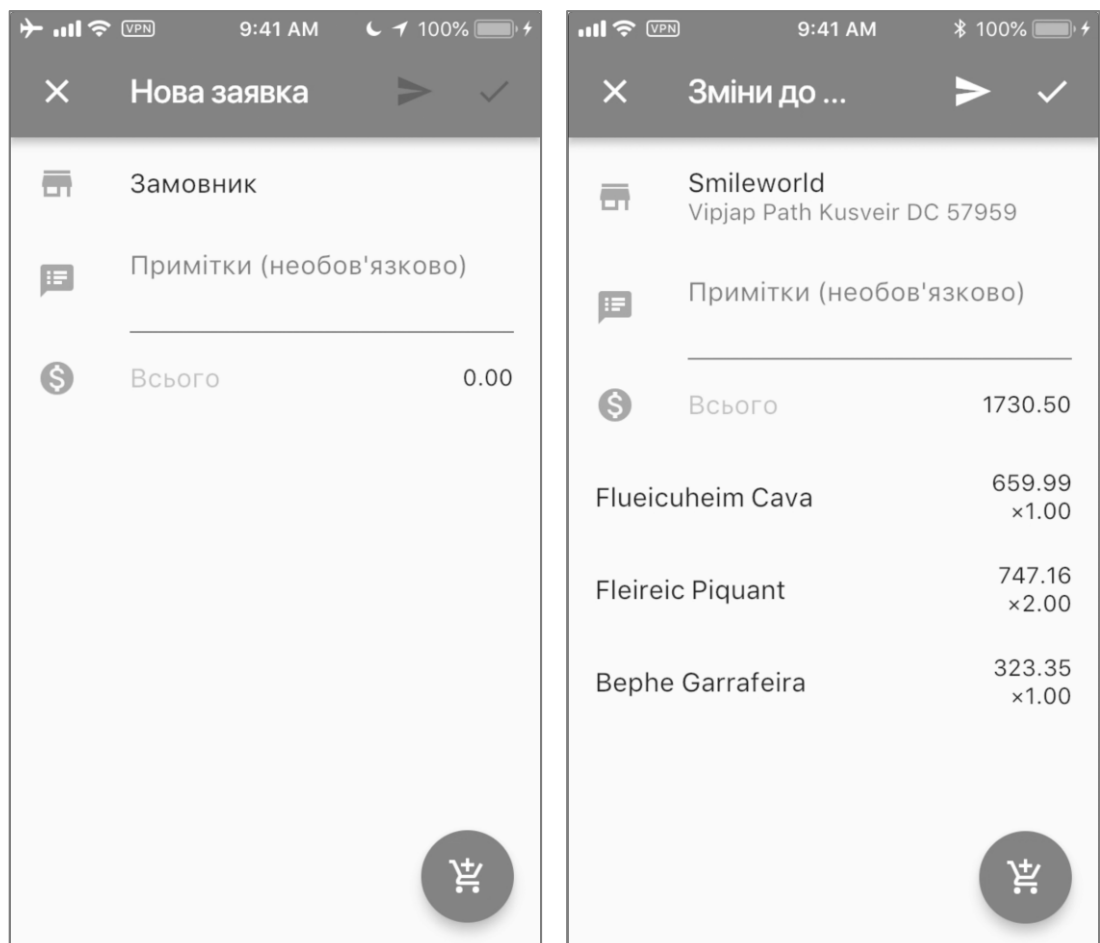 VPN 9:41 AM 100%
Нова заявка
Замовник
Примітки (необов'язково)
Всього 0.00
VPN 9:41 AM 100%
Зміни до ...
Smileworld
Vipjap Path Kusveir DC 57959
Примітки (необов'язково)
Всього 1730.50
Flueicuheim Cava 659.99
×1.00
Fleireic Piquant 747.16
×2.00
Bephe Garrafeira 323.35
×1.00